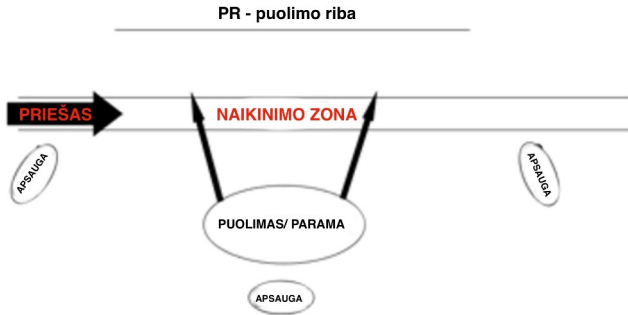 PR - puolimo riba
PRIEŠAS
NAIKINIMO ZONA
APSAUGA
APSAUGA
PUOLIMAS/ PARAMA
APSAUGA